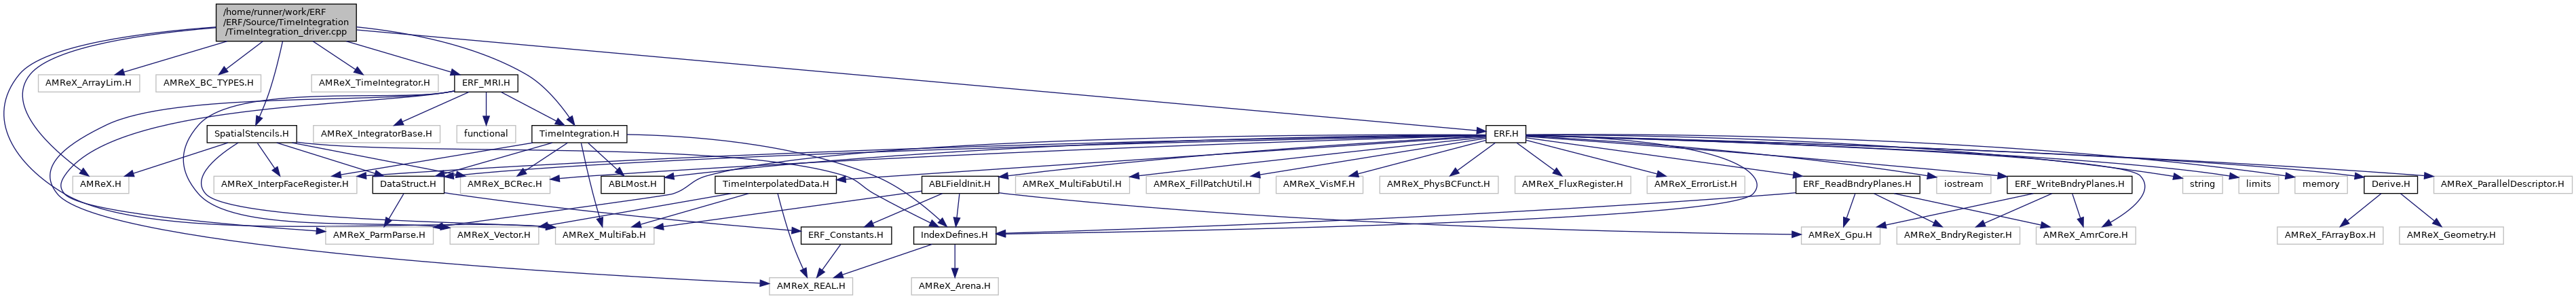 /home/runner/work/ERF
/ERF/Source/TimeIntegration
/TimeIntegration_driver.cpp
AMReX_ArrayLim.H
AMReX_BC_TYPES.H
AMReX_TimeIntegrator.H
ERF_MRI.H
SpatialStencils.H
AMReX_IntegratorBase.H
functional
TimeIntegration.H
ERF.H
AMReX.H
AMReX_InterpFaceRegister.H
DataStruct.H
AMReX_BCRec.H
ABLMost.H
TimeInterpolatedData.H
ABLFieldInit.H
AMReX_MultiFabUtil.H
AMReX_FillPatchUtil.H
AMReX_VisMF.H
AMReX_PhysBCFunct.H
AMReX_FluxRegister.H
AMReX_ErrorList.H
ERF_ReadBndryPlanes.H
iostream
ERF_WriteBndryPlanes.H
string
limits
memory
Derive.H
AMReX_ParallelDescriptor.H
AMReX_ParmParse.H
AMReX_Vector.H
AMReX_MultiFab.H
ERF_Constants.H
IndexDefines.H
AMReX_Gpu.H
AMReX_BndryRegister.H
AMReX_AmrCore.H
AMReX_FArrayBox.H
AMReX_Geometry.H
AMReX_REAL.H
AMReX_Arena.H